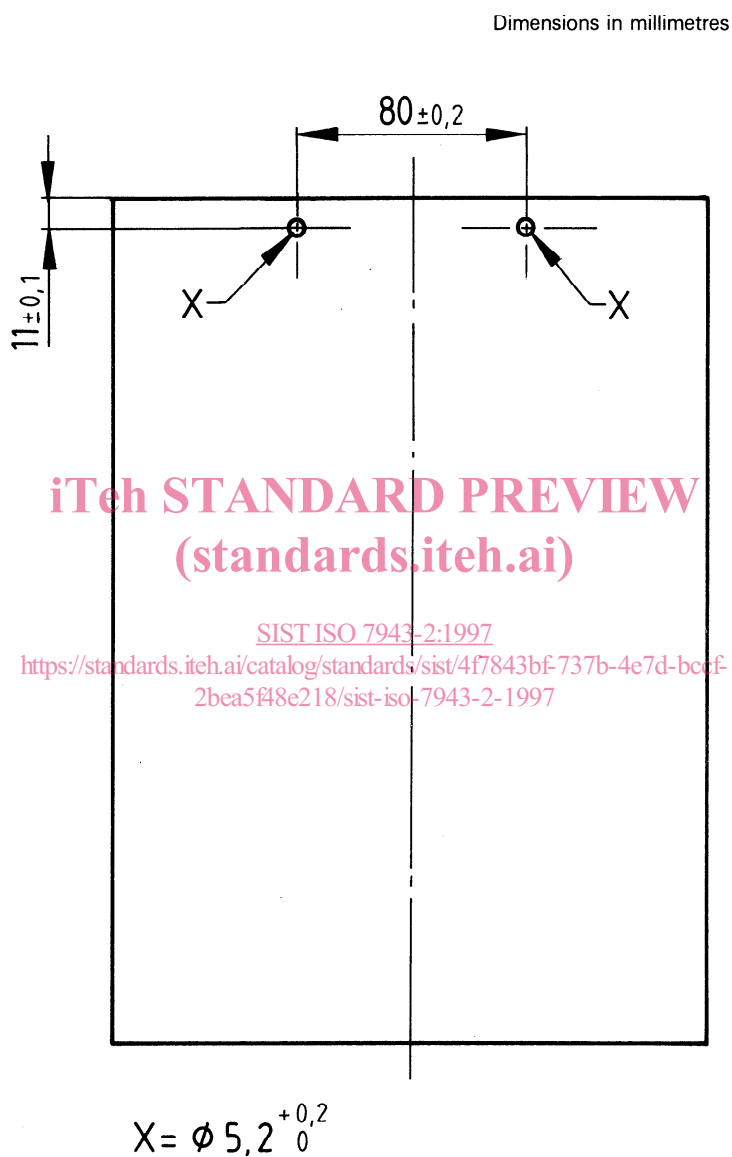 Dimensions in millimetres
80±0,2
11±0,1
X
X
iTeh STANDARD PREVIEW
(standards.iteh.ai)
SIST ISO 7943-2:1997
https://standards.iteh.ai/catalog/standards/sist/4f7843bf-737b-4e7d-bccf-
2bea5f48e218/sist-iso-7943-2-1997
X = ϕ 5,2 +0,2 0